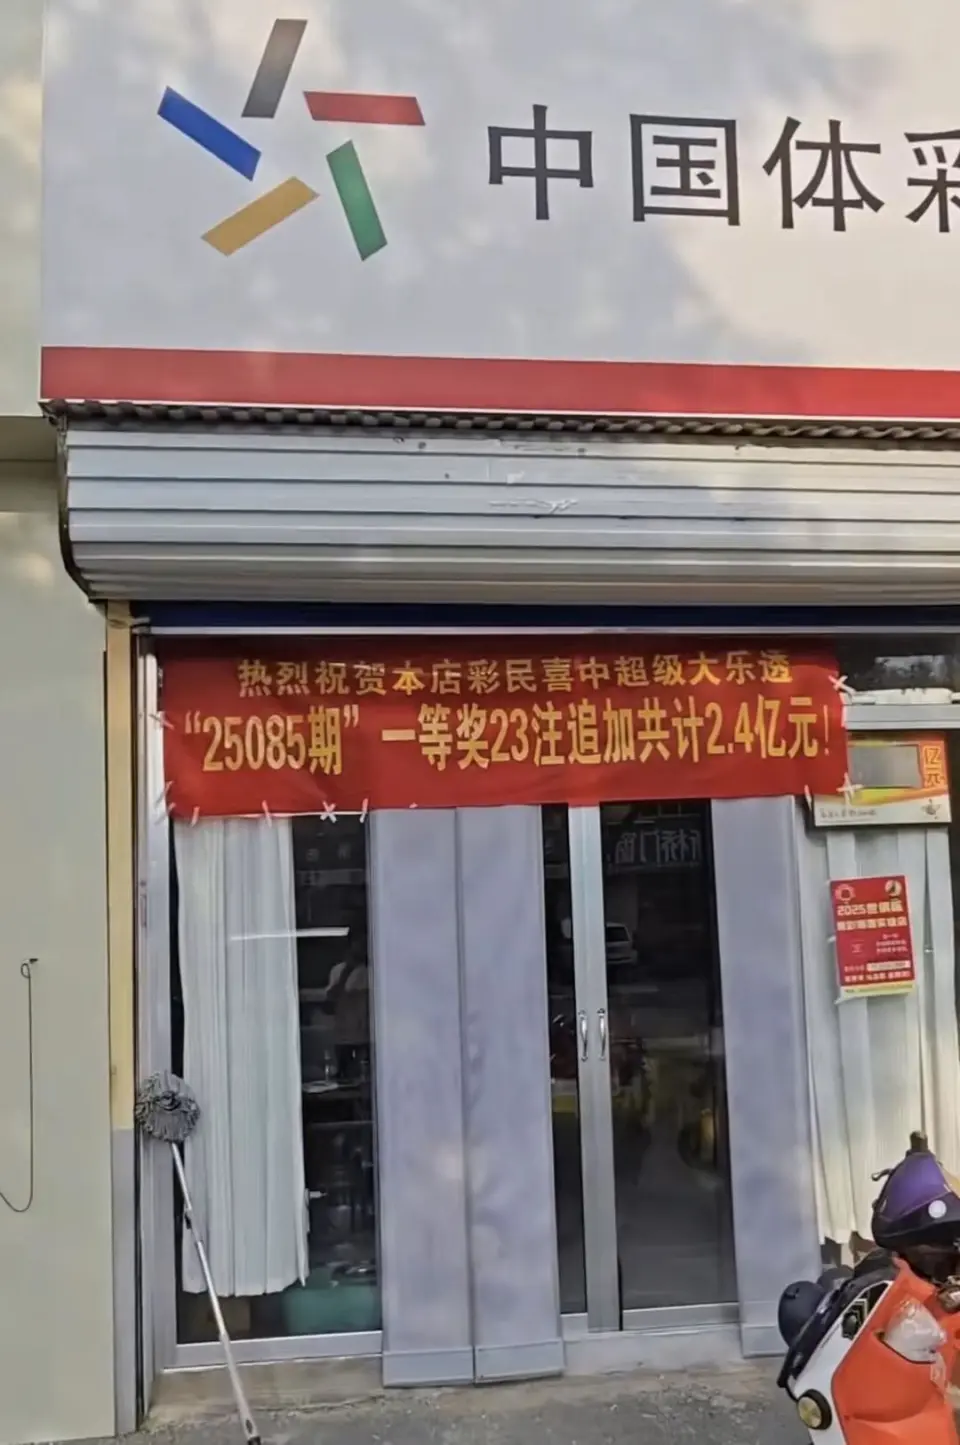 中国体彩
热烈祝贺本店彩民喜中超级大乐透
“25085期”一等奖23注追加共计2.4亿元！
亿元